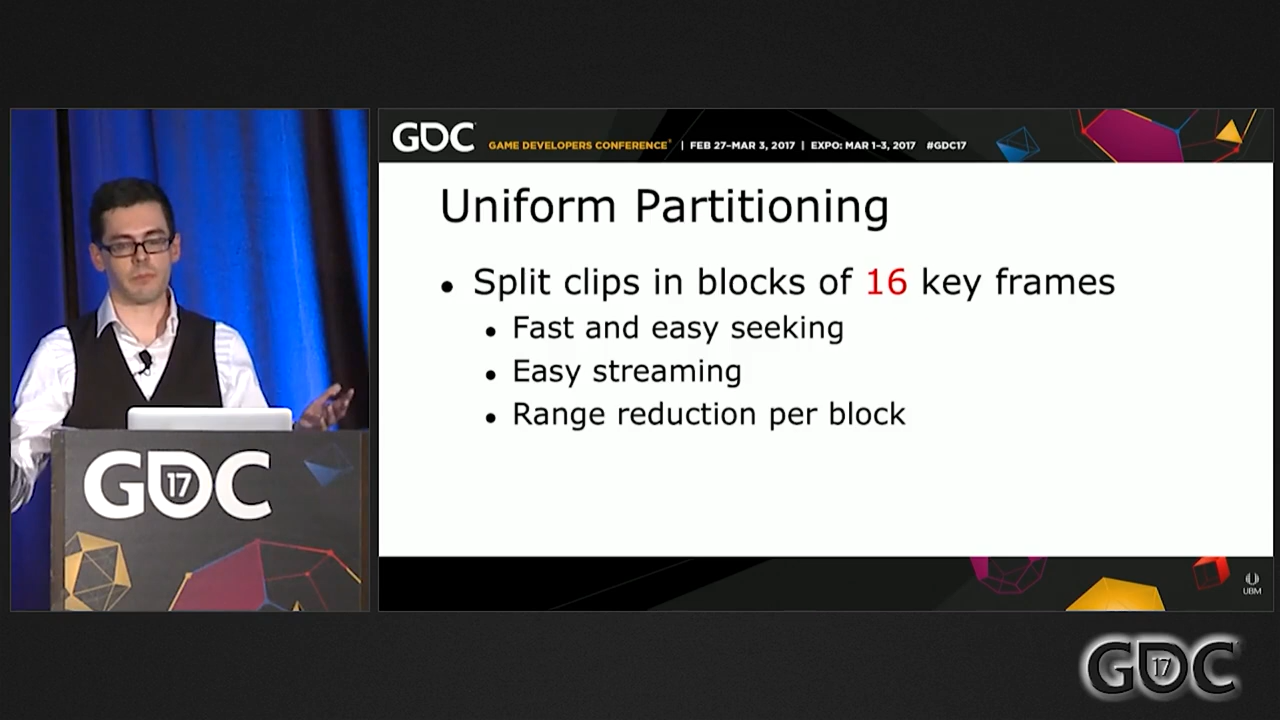 GDC
GAME DEVELOPERS CONFERENCE® | FEB 27–MAR 3, 2017 | EXPO: MAR 1–3, 2017 #GDC17
Uniform Partitioning
• Split clips in blocks of 16 key frames
• Fast and easy seeking
• Easy streaming
• Range reduction per block
GDC
17
UBM
GDC
17